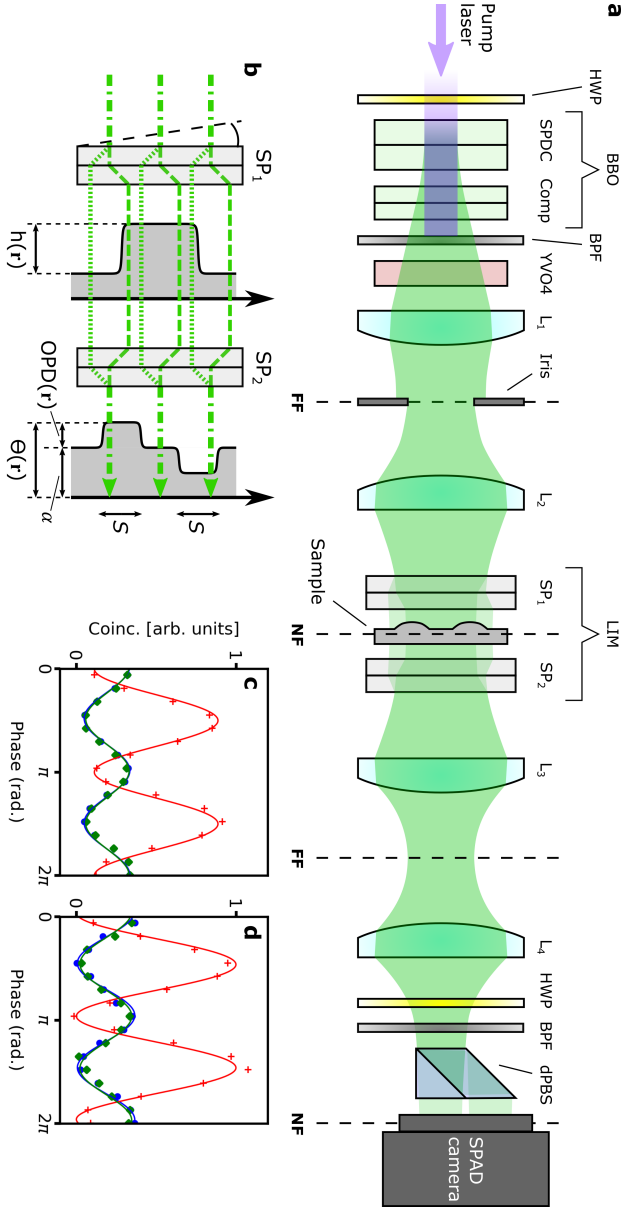 a
Pump
laser
HWP
BBO
SPDC
Comp
BPF
YVO4
L₁
Iris
FF
L₂
LIM
SP₁
Sample
NF
SP₂
L₃
FF
L₄
HWP
BPF
dPBS
NF
SPAD
camera
b
SP₁
h(r)
SP₂
OPD(r)
Θ(r)
α
S
S
c
Coinc. [arb. units]
0
1
0
π
2π
Phase (rad.)
d
0
1
0
π
2π
Phase (rad.)